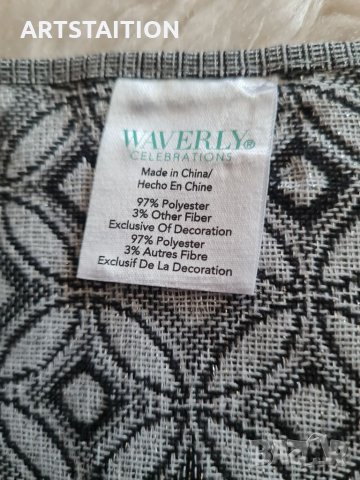 ARTSTAITION
WAVERLY®
CELEBRATIONS
Made in China/
Hecho En Chine
97% Polyester
3% Other Fiber
Exclusive Of Decoration
97% Polyester
3% Autres Fibre
Exclusif De La Decoration
BAZAR